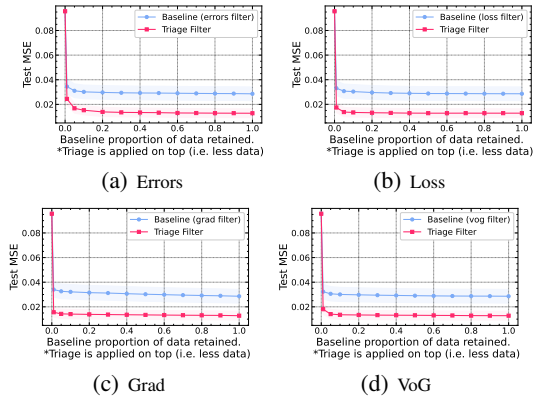 Test MSE
0.08
0.06
0.04
0.02
Baseline (errors filter)
Triage Filter
0.0 0.2 0.4 0.6 0.8 1.0
Baseline proportion of data retained.
*Triage is applied on top (i.e. less data)
(a) Errors
Test MSE
0.08
0.06
0.04
0.02
Baseline (loss filter)
Triage Filter
0.0 0.2 0.4 0.6 0.8 1.0
Baseline proportion of data retained.
*Triage is applied on top (i.e. less data)
(b) Loss
Test MSE
0.08
0.06
0.04
0.02
Baseline (grad filter)
Triage Filter
0.0 0.2 0.4 0.6 0.8 1.0
Baseline proportion of data retained.
*Triage is applied on top (i.e. less data)
(c) Grad
Test MSE
0.08
0.06
0.04
0.02
Baseline (vog filter)
Triage Filter
0.0 0.2 0.4 0.6 0.8 1.0
Baseline proportion of data retained.
*Triage is applied on top (i.e. less data)
(d) VoG